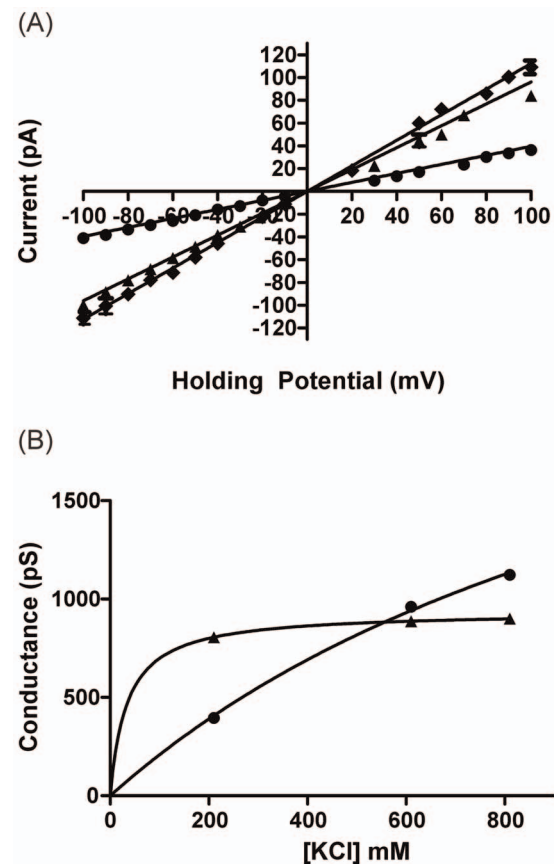 (A)
120
100
80
60
40
20
-100 -80 -60 -40 -20
20 40 60 80 100
-20
-40
-60
-80
-100
-120
Current (pA)
Holding Potential (mV)
(B)
1500
1000
500
0
0 200 400 600 800
Conductance (pS)
[KCl] mM